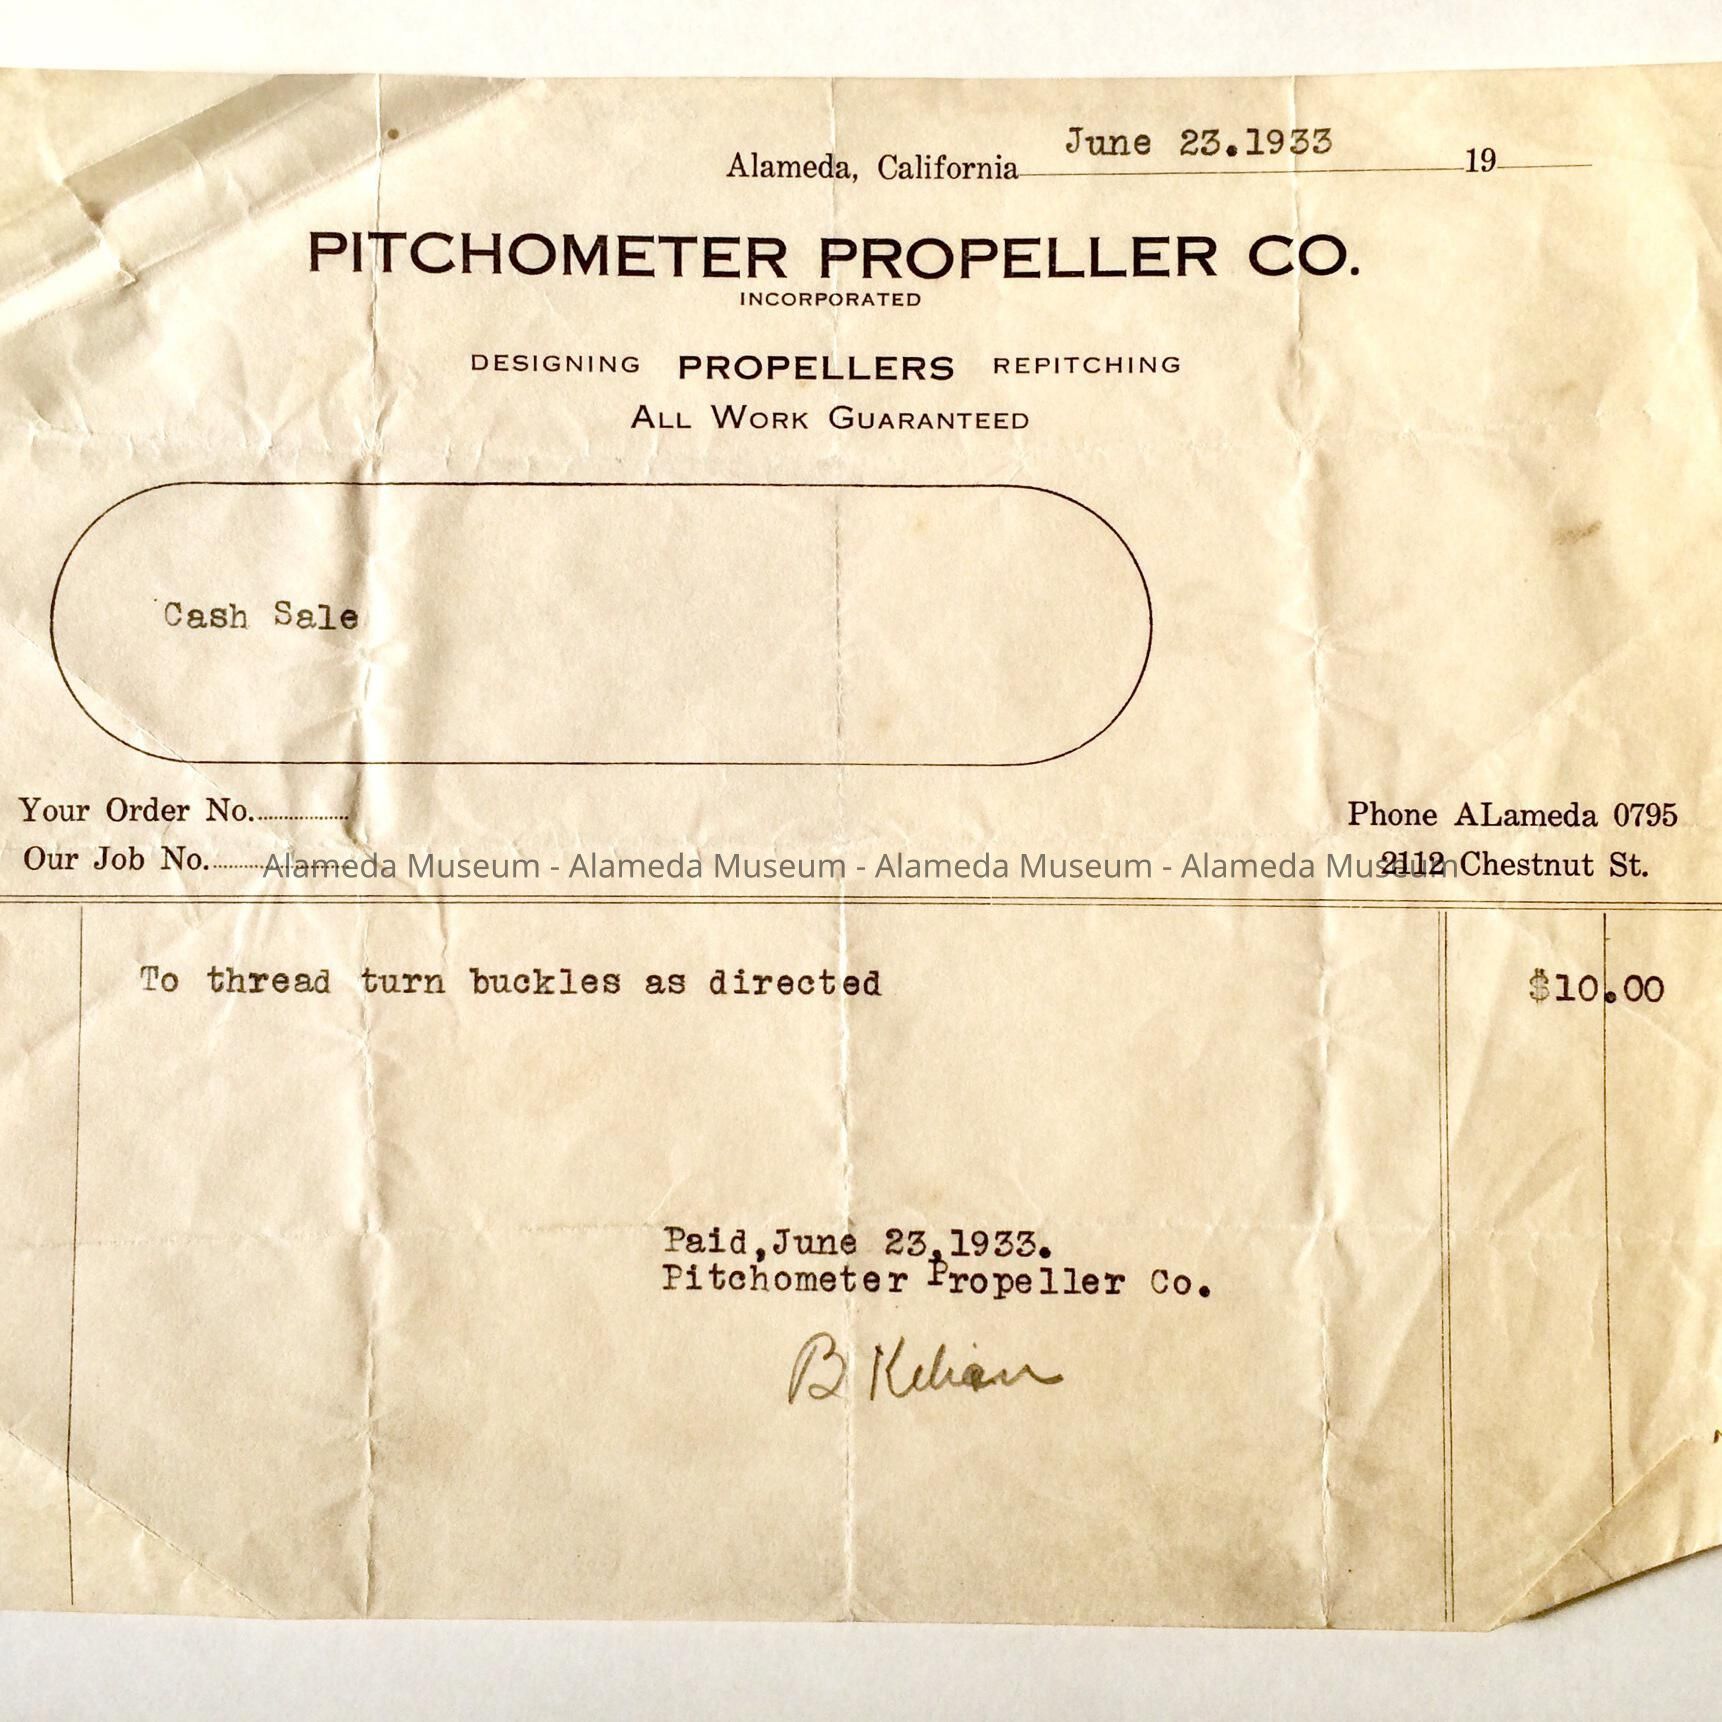 Alameda, California June 23.1933 19
PITCHOMETER PROPELLER CO.
INCORPORATED
DESIGNING PROPELLERS REPITCHING
ALL WORK GUARANTEED
Cash Sale
Your Order No.
Phone ALameda 0795
Our Job No.
2112 Chestnut St.
Alameda Museum - Alameda Museum - Alameda Museum - Alameda Museum
To thread turn buckles as directed $10.00
Paid,June 23,1933.
Pitchometer Propeller Co.
B